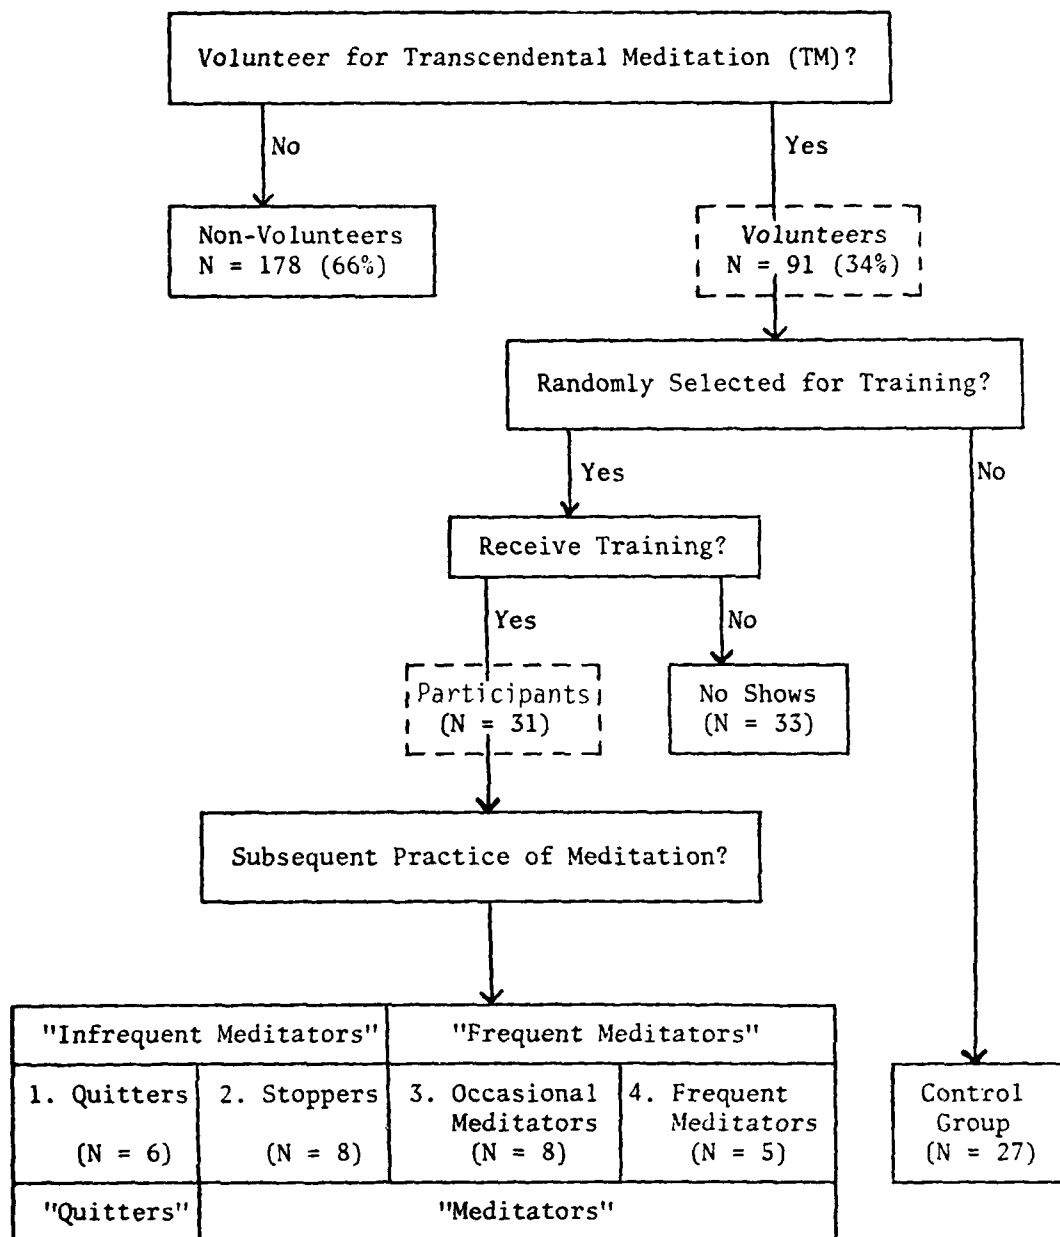 Volunteer for Transcendental Meditation (TM)?
No
Yes
Non-Volunteers
N = 178 (66%)
Volunteers
N = 91 (34%)
Randomly Selected for Training?
Yes
No
Receive Training?
Yes
No
Participants
(N = 31)
No Shows
(N = 33)
Subsequent Practice of Meditation?
"Infrequent Meditators"
"Frequent Meditators"
1. Quitters
(N = 6)
2. Stoppers
(N = 8)
3. Occasional
Meditators
(N = 8)
4. Frequent
Meditators
(N = 5)
Control
Group
(N = 27)
"Quitters"
"Meditators"